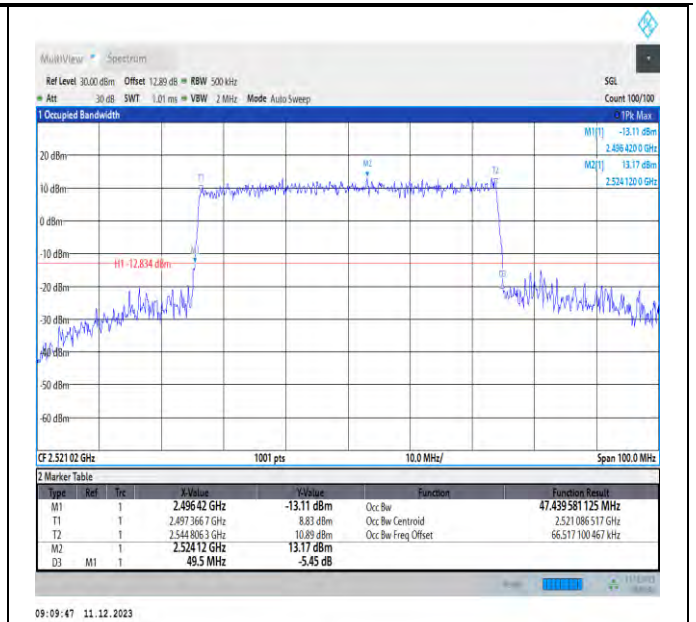 MultiView Spectrum
Ref Level 30.00 dBm Offset 12.89 dB RBW 500 kHz SGL
Att 30 dB SWT 1.01 ms VBW 2 MHz Mode Auto Sweep Count 100/100
1 Occupied Bandwidth 1Pk Max
M1[1] -13.11 dBm
2.496 420 0 GHz
M2[1] 13.17 dBm
2.524 120 0 GHz
20 dBm
M2
T1
T2
10 dBm
0 dBm
M1
-10 dBm
H1 -12.834 dBm
D3
-20 dBm
-30 dBm
-40 dBm
-50 dBm
-60 dBm
CF 2.521 02 GHz 1001 pts 10.0 MHz/ Span 100.0 MHz
2 Marker Table
Type Ref Trc X-Value Y-Value Function Function Result
M1 1 2.496 42 GHz -13.11 dBm Occ Bw 47.439 581 125 MHz
T1 1 2.497 366 7 GHz 8.83 dBm Occ Bw Centroid 2.521 086 517 GHz
T2 1 2.544 806 3 GHz 10.89 dBm Occ Bw Freq Offset 66.517 100 467 kHz
M2 1 2.524 12 GHz 13.17 dBm
D3 M1 1 49.5 MHz -5.45 dB
09:09:47 11.12.2023